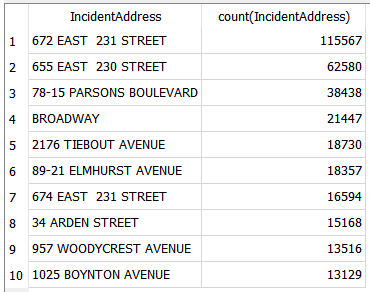 IncidentAddress count(IncidentAddress)
1 672 EAST  231 STREET 115567
2 655 EAST  230 STREET 62580
3 78-15 PARSONS BOULEVARD 38438
4 BROADWAY 21447
5 2176 TIEBOUT AVENUE 18730
6 89-21 ELMHURST AVENUE 18357
7 674 EAST  231 STREET 16594
8 34 ARDEN STREET 15168
9 957 WOODYCREST AVENUE 13516
10 1025 BOYNTON AVENUE 13129